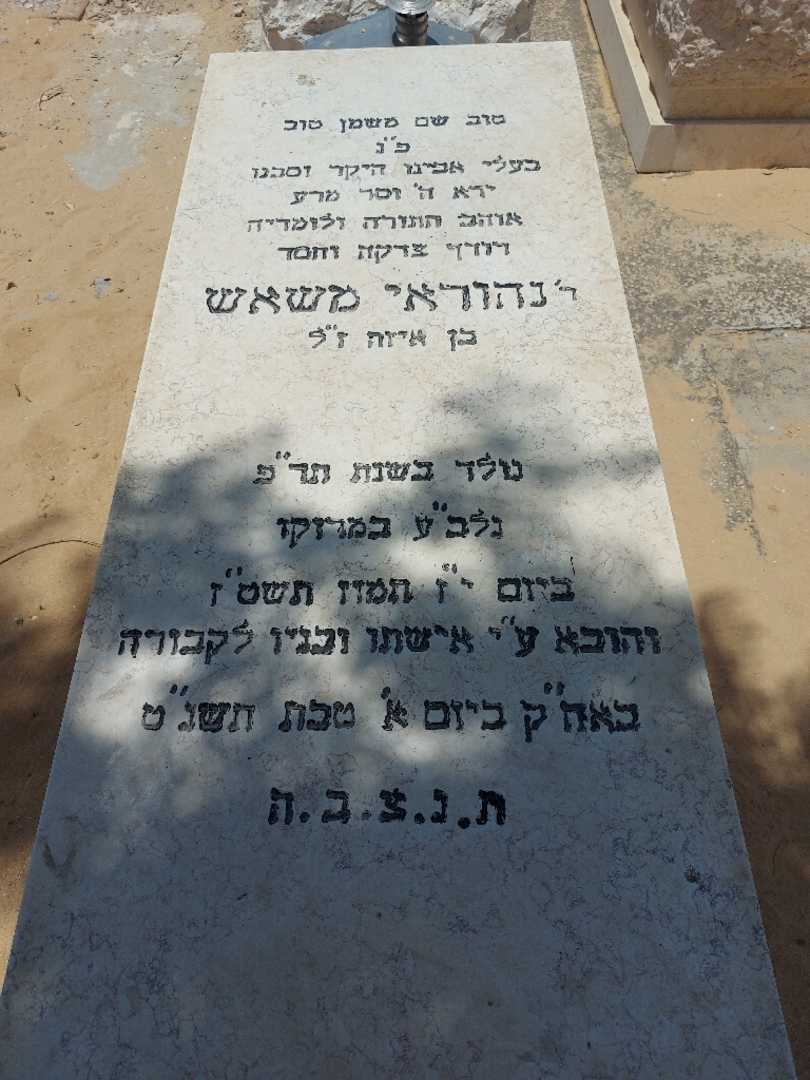 טוב שם משמן טוב
פ"נ
בעלי אבינו היקר וסבנו
ירא ה' וסר מרע
אוהב התורה ולומדיה
רודף צדקה וחסד
ר' נהוראי משאש
בן איזה ז"ל
נולד בשנת תר"פ
נלב"ע במרוקו
ביום י"ז תמוז תשט"ז
והובא ע"י אישתו ובניו לקבורה
באה"ק ביום א' טבת תשנ"ט
ת.נ.צ.ב.ה